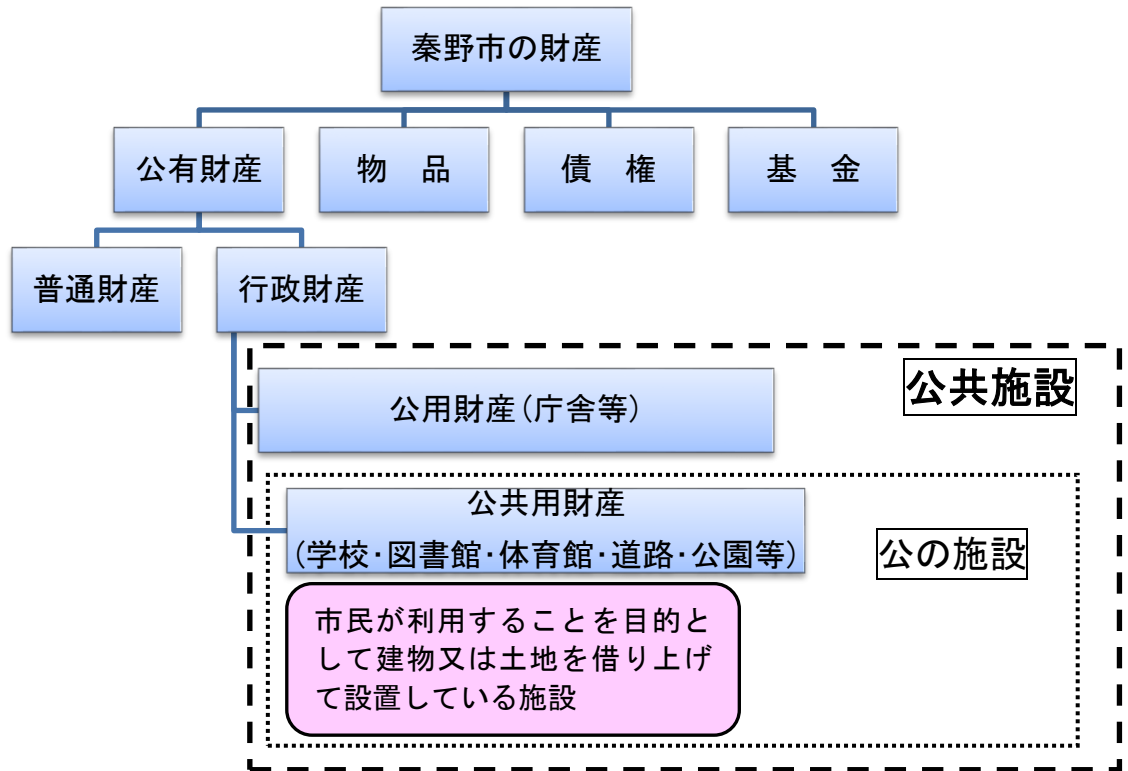 秦野市の財産
公有財産
物　品
債　権
基　金
普通財産
行政財産
公共施設
公用財産(庁舎等)
公共用財産
(学校・図書館・体育館・道路・公園等)
公の施設
市民が利用することを目的と
して建物又は土地を借り上げ
て設置している施設